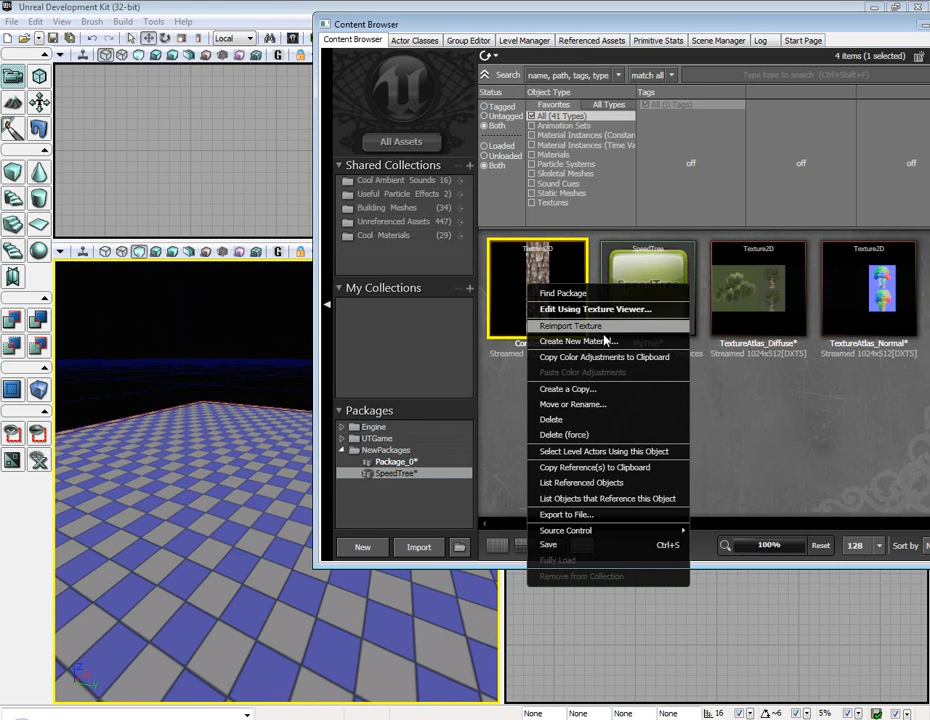 Unreal Development Kit (32-bit)
File Edit View Brush Build Tools Help
Local
G
G
Content Browser
Content Browser Actor Classes Group Editor Level Manager Referenced Assets Primitive Stats Scene Manager Log Start Page
4 items (1 selected)
Search name, path, tags, type match all Type here to search (Ctrl+Shift+F)
Status Object Type Tags
Tagged Favorites All Types All (0 Tags)
Untagged All (41 Types)
Both Animation Sets
Material Instances (Constan
Loaded Material Instances (Time Va
Unloaded Materials
Both Particle Systems off off off
Skeletal Meshes
Sound Cues
Static Meshes
Textures
All Assets
Shared Collections
Cool Ambient Sounds 16)
Useful Particle Effects 2)
Building Meshes (34)
Unreferenced Assets 447)
Cool Materials (29)
My Collections
Texture2D SpeedTree Texture2D Texture2D
TextureAtlas_Diffuse* TextureAtlas_Normal*
Streamed 1024x512[DXT5] Streamed 1024x512[DXT5]
Find Package
Edit Using Texture Viewer...
Reimport Texture
Create New Material...
Copy Color Adjustments to Clipboard
Paste Color Adjustments
Create a Copy...
Move or Rename...
Delete
Delete (force)
Select Level Actors Using this Object
Copy Reference(s) to Clipboard
List Referenced Objects
List Objects that Reference this Object
Export to File...
Source Control
Save Ctrl+S
Fully Load
Remove from Collection
Packages
Engine
UTGame
NewPackages
Package_0*
SpeedTree*
New Import
100% Reset 128 Sort by
Z
Y
None None None None 16 ~6 5%